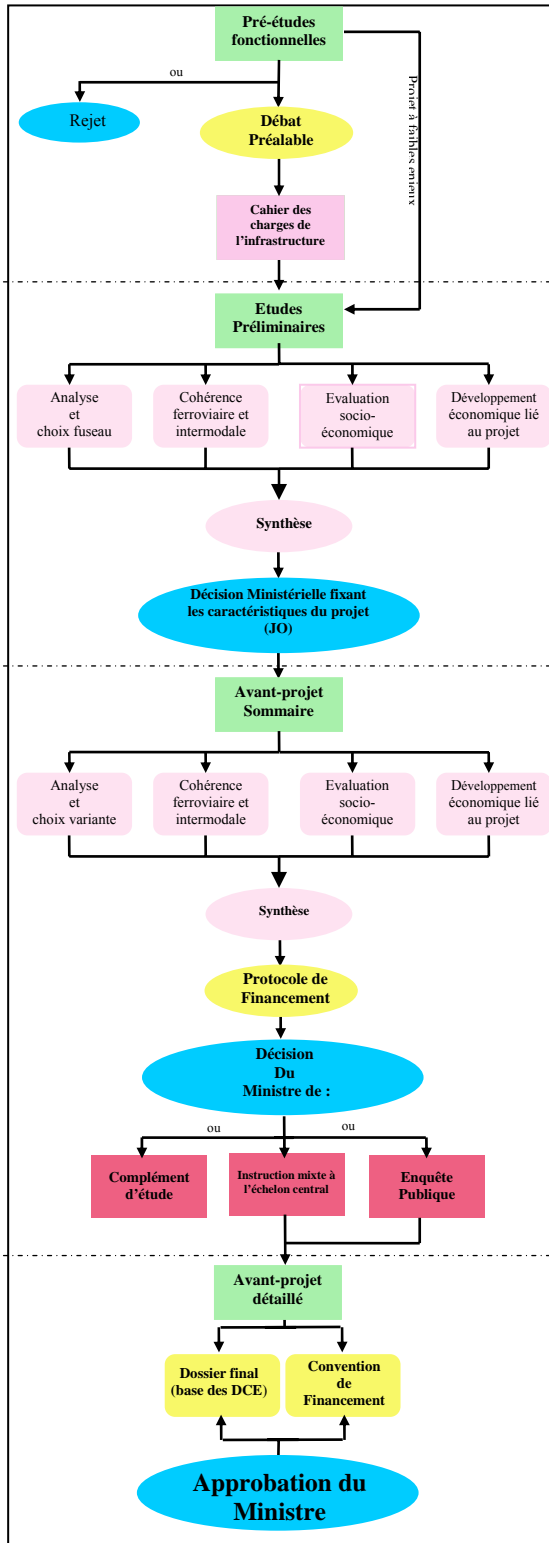 Pré-études
fonctionnelles
ou
Rejet
Débat
Préalable
Projet à faibles enjeux
Cahier des
charges de
l’infrastructure
Etudes
Préliminaires
Analyse
et
choix fuseau
Cohérence
ferroviaire et
intermodale
Evaluation
socio-
économique
Développement
économique lié
au projet
Synthèse
Décision Ministérielle fixant
les caractéristiques du projet
(JO)
Avant-projet
Sommaire
Analyse
et
choix variante
Cohérence
ferroviaire et
intermodale
Evaluation
socio-
économique
Développement
économique lié
au projet
Synthèse
Protocole de
Financement
Décision
Du
Ministre de :
ou
ou
Complément
d’étude
Instruction mixte à
l’échelon central
Enquête
Publique
Avant-projet
détaillé
Dossier final
(base des DCE)
Convention
de
Financement
Approbation du
Ministre